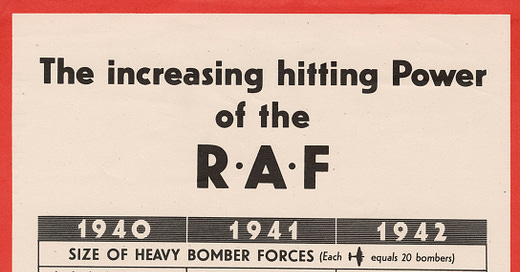 The increasing hitting Power
of the
R·A·F
1940 1941 1942
SIZE OF HEAVY BOMBER FORCES (Each equals 20 bombers)